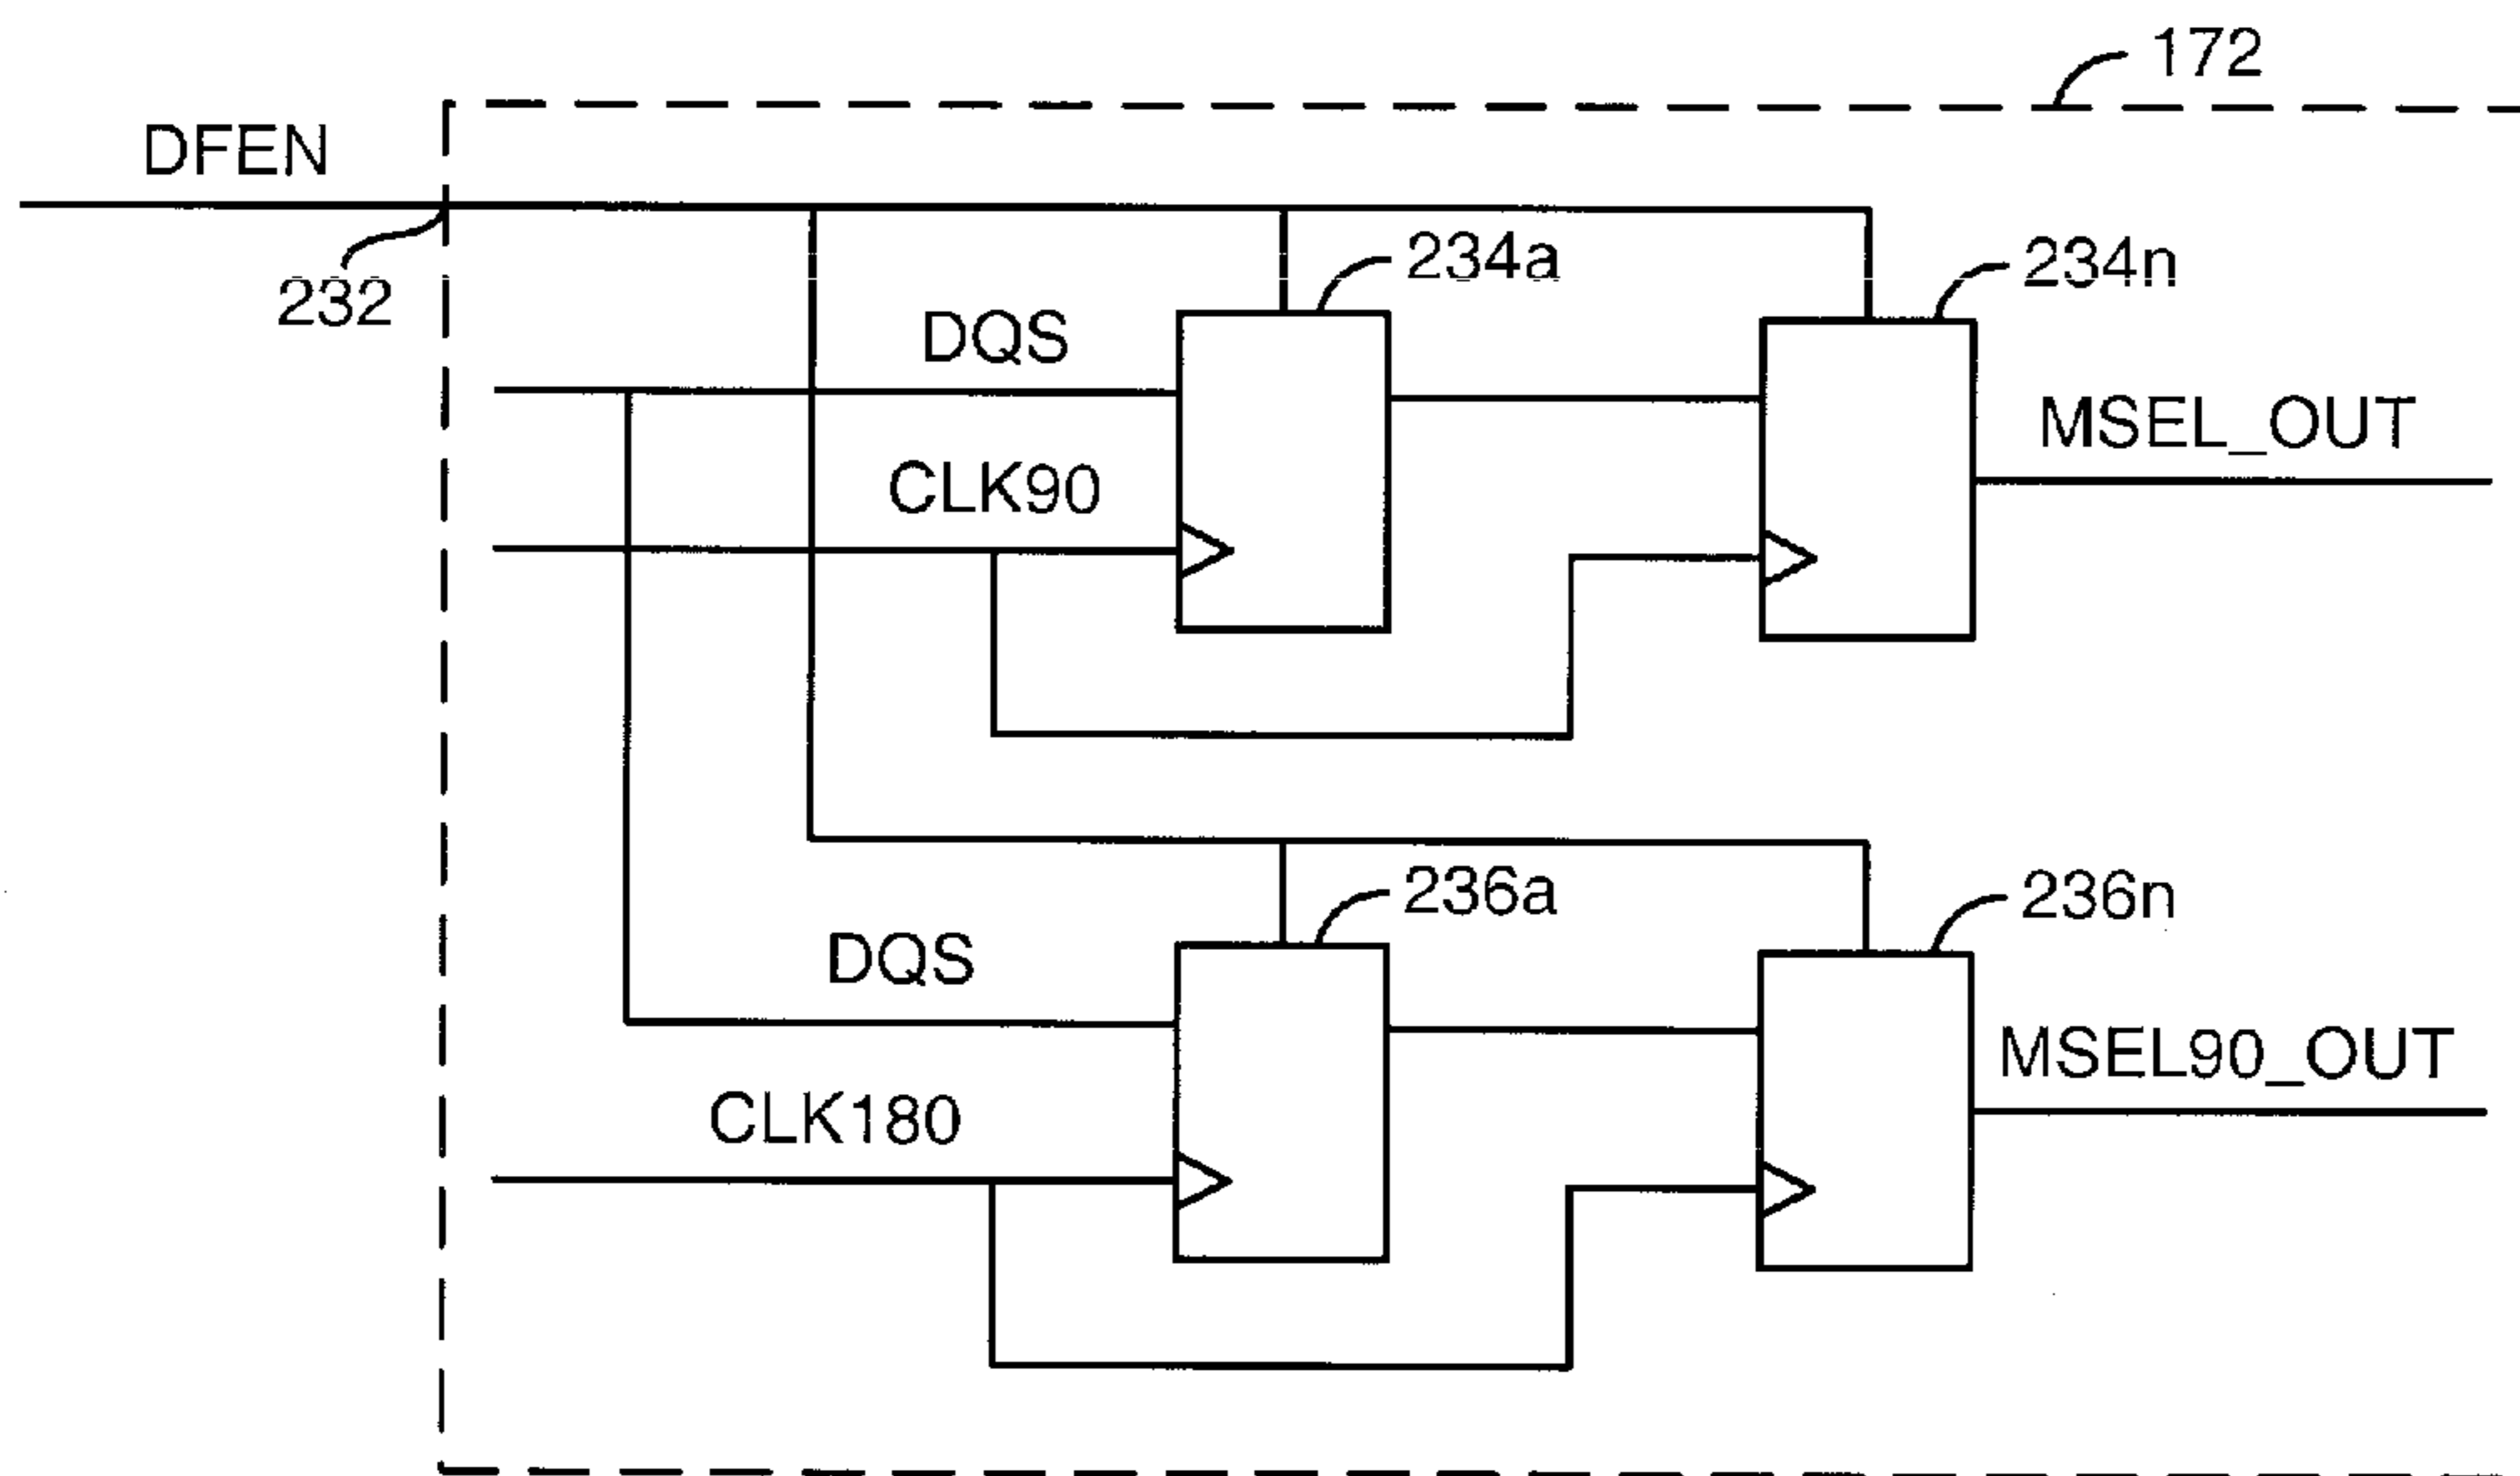 172
DFEN
232
234a
234n
DQS
MSEL_OUT
CLK90
236a
236n
DQS
MSEL90_OUT
CLK180